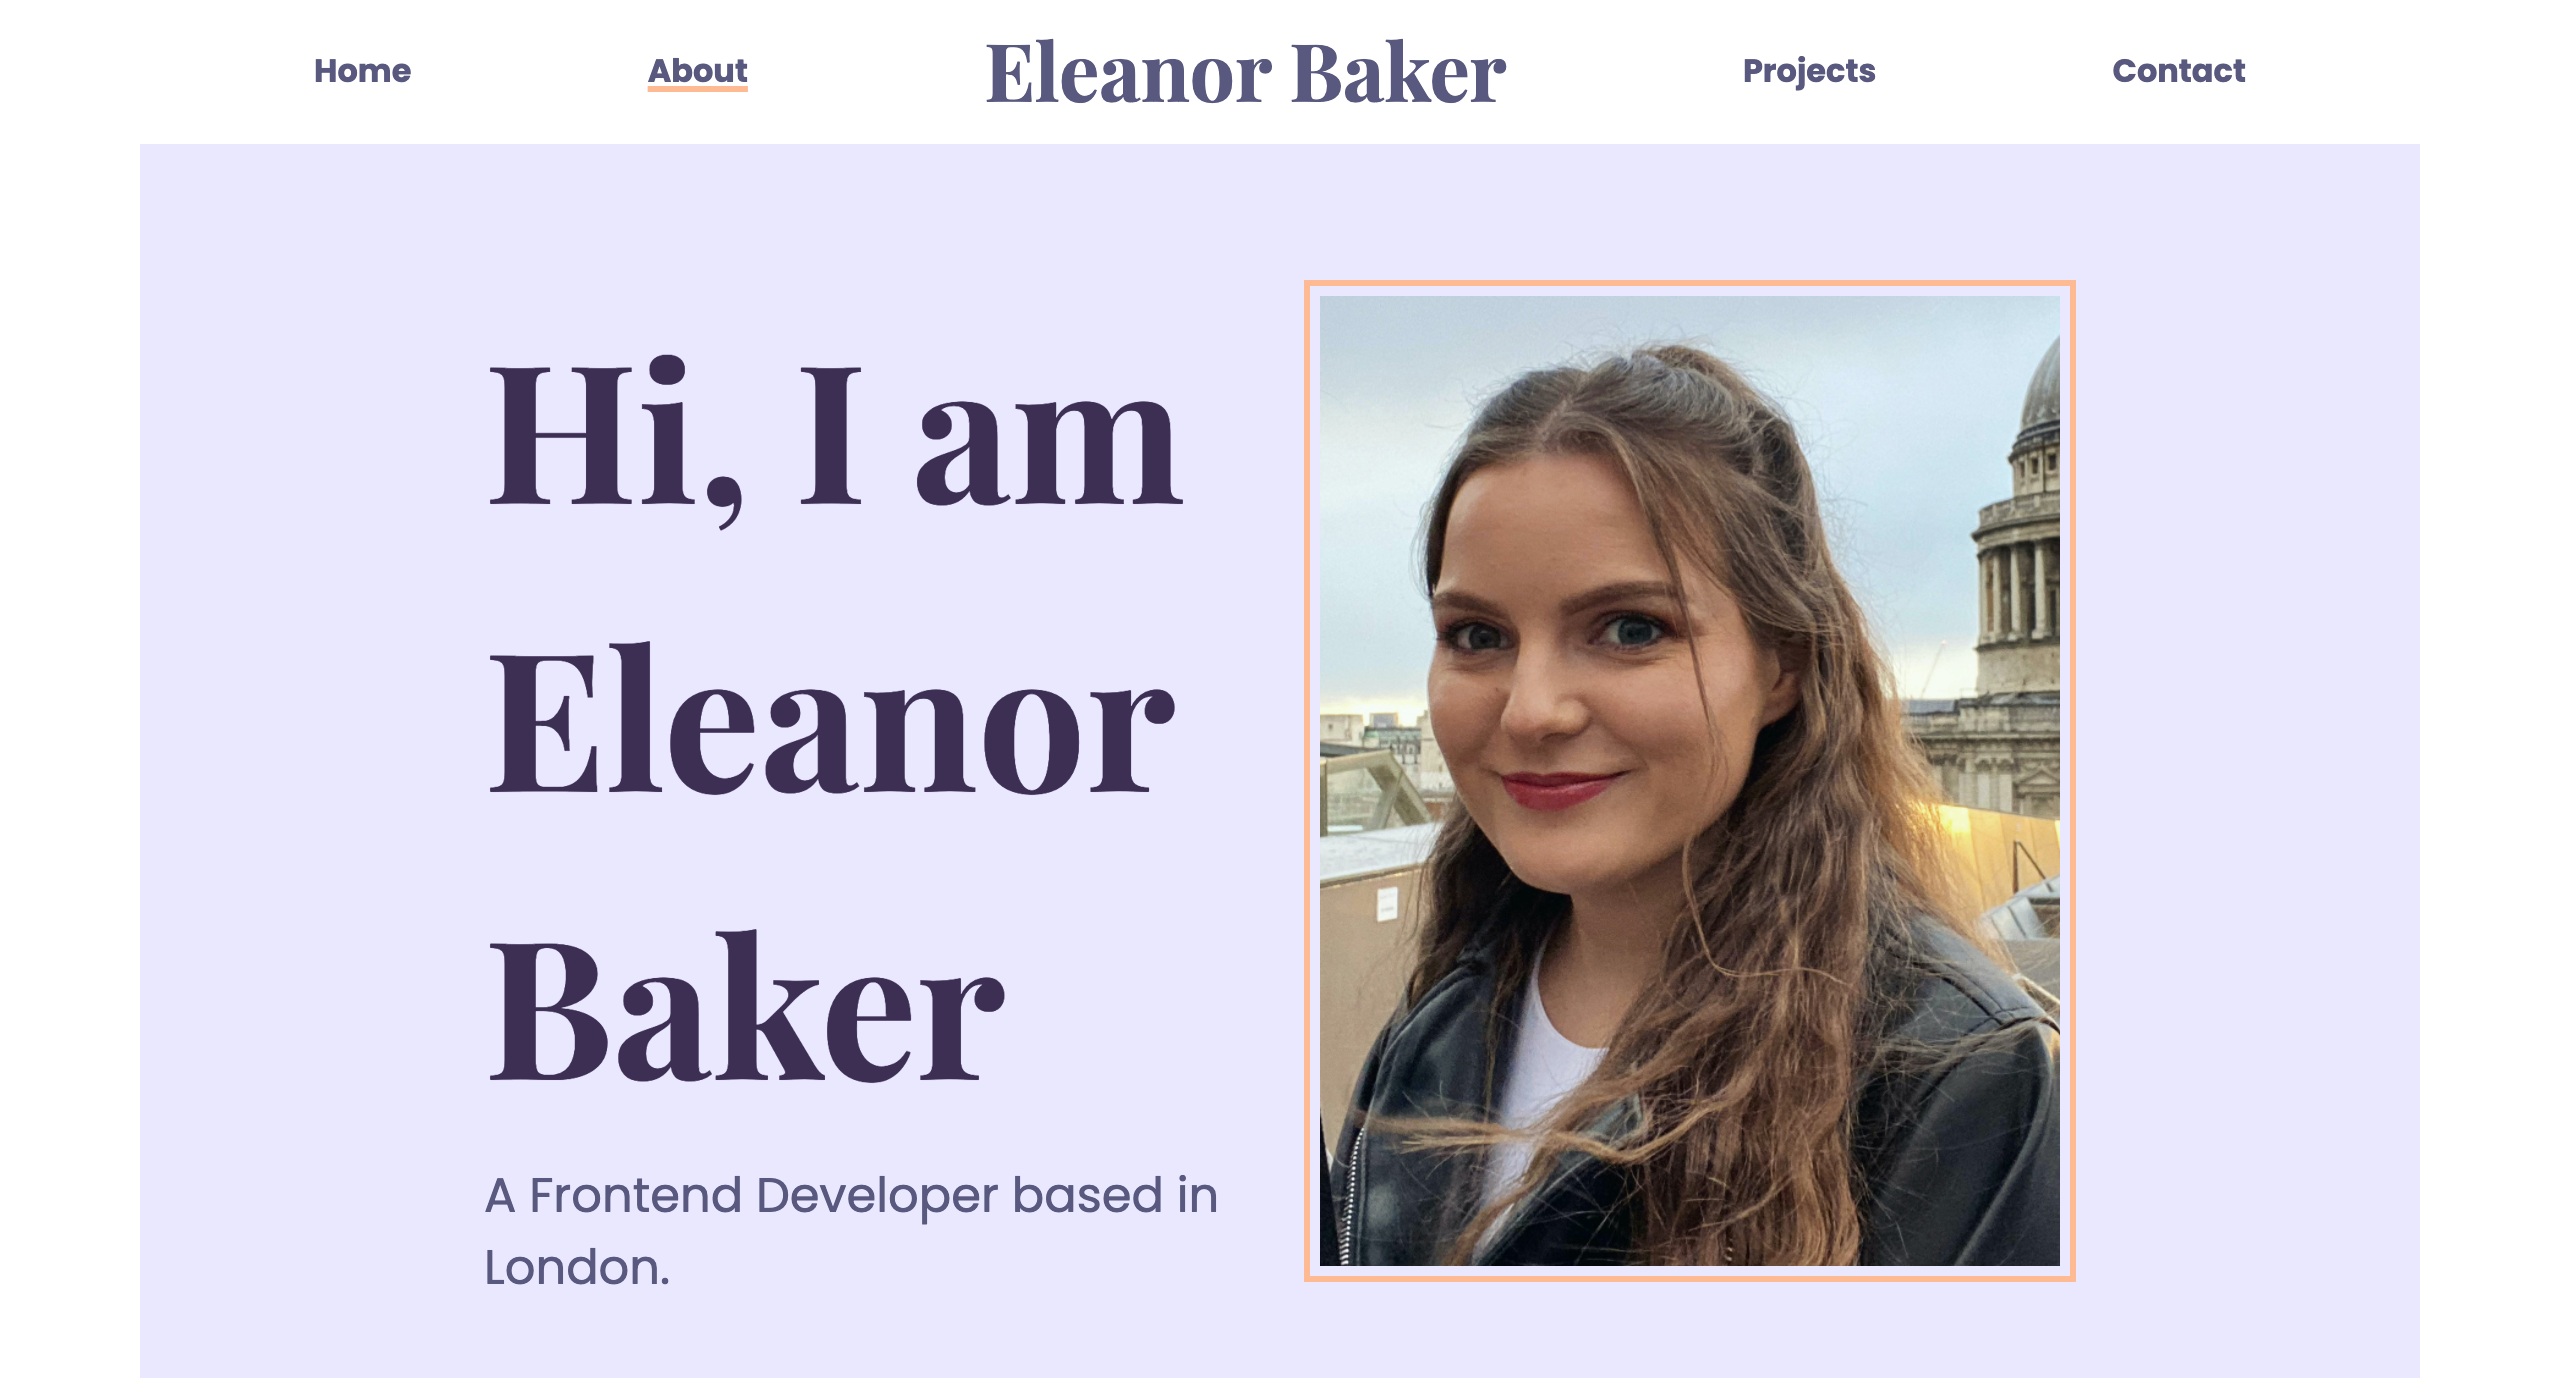 Home About Eleanor Baker Projects Contact
Hi, I am
Eleanor
Baker
A Frontend Developer based in
London.